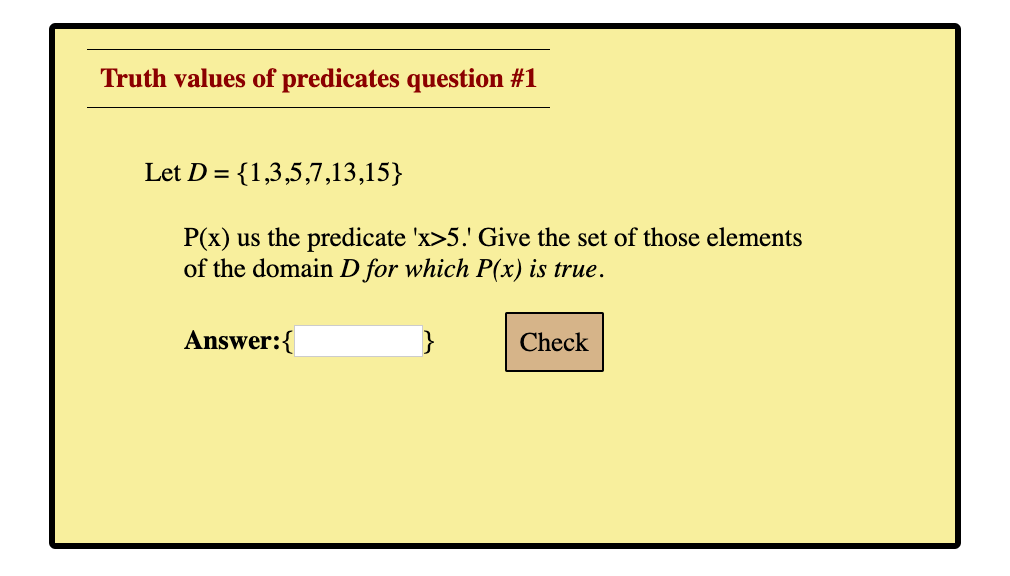 Truth values of predicates question #1
Let D = {1,3,5,7,13,15}
P(x) us the predicate 'x>5.' Give the set of those elements
of the domain D for which P(x) is true.
Answer:{ }
Check